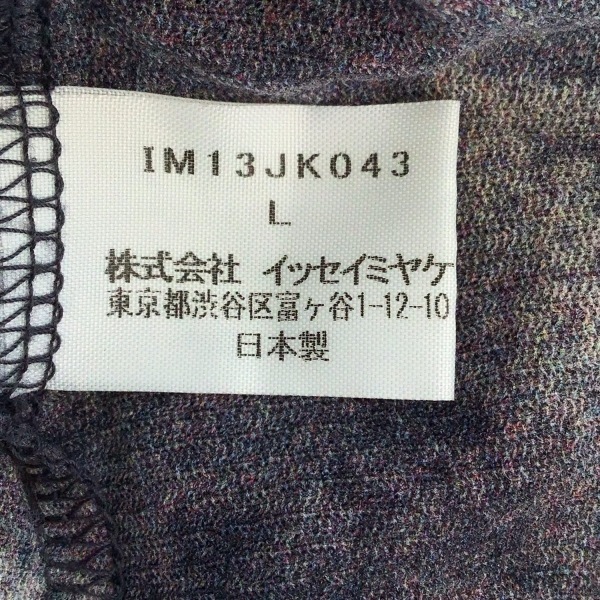 IM13JK043
L
株式会社 イッセイミヤケ
東京都渋谷区富ヶ谷1-12-10
日本製